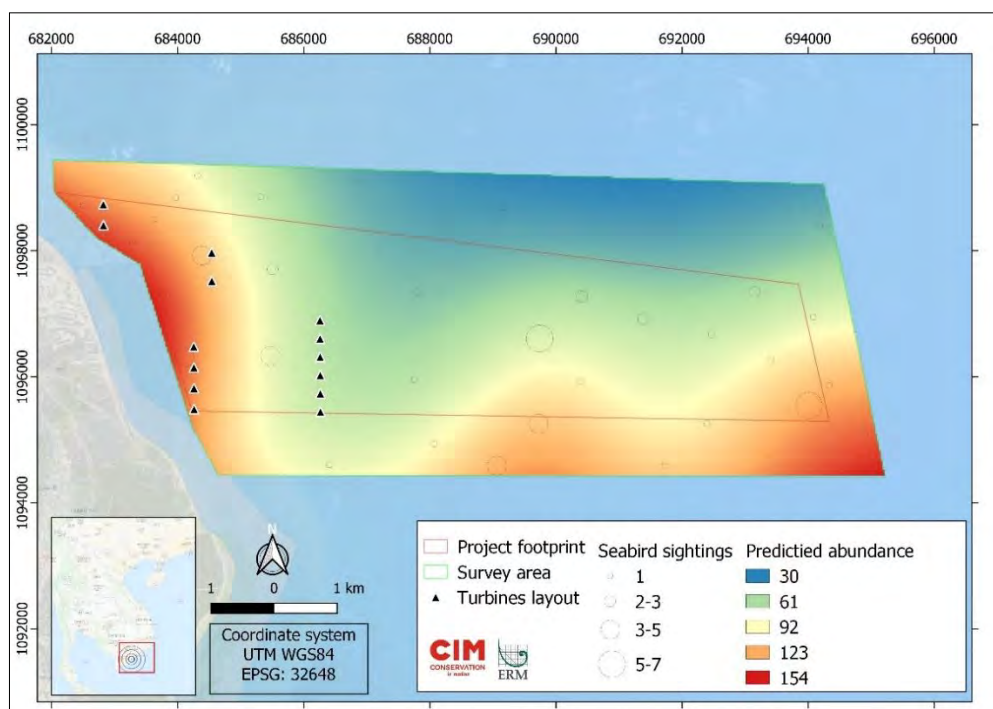 682000 684000 686000 688000 690000 692000 694000 696000
1100000
1098000
1096000
1094000
1092000
N
1 0 1 km
Coordinate system
UTM WGS84
EPSG: 32648
Project footprint
Survey area
Turbines layout
CIM
CONSERVATION
ERM
Seabird sightings
1
2-3
3-5
5-7
Predictied abundance
30
61
92
123
154